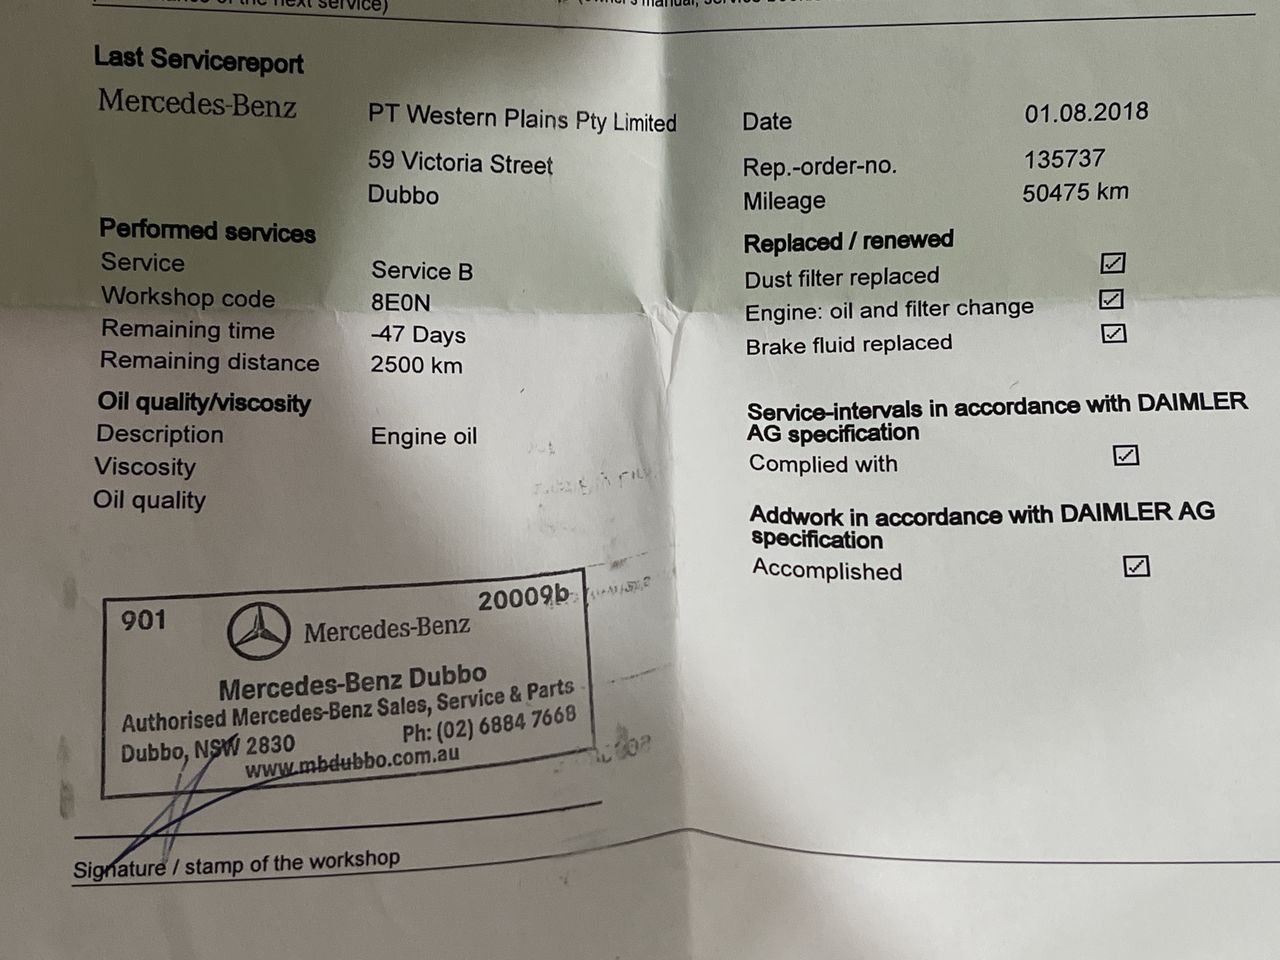 of the next service)
Last Servicereport
Mercedes-Benz
PT Western Plains Pty Limited
59 Victoria Street
Dubbo
Performed services
Service Service B
Workshop code 8E0N
Remaining time -47 Days
Remaining distance 2500 km
Oil quality/viscosity
Description Engine oil
Viscosity
Oil quality
Date 01.08.2018
Rep.-order-no. 135737
Mileage 50475 km
Replaced / renewed
Dust filter replaced ☑
Engine: oil and filter change ☑
Brake fluid replaced ☑
Service-intervals in accordance with DAIMLER
AG specification
Complied with ☑
Addwork in accordance with DAIMLER AG
specification
Accomplished ☑
901 Mercedes-Benz 20009b
Mercedes-Benz Dubbo
Authorised Mercedes-Benz Sales, Service & Parts
Dubbo, NSW 2830 Ph: (02) 6884 7668
www.mbdubbo.com.au
Signature / stamp of the workshop